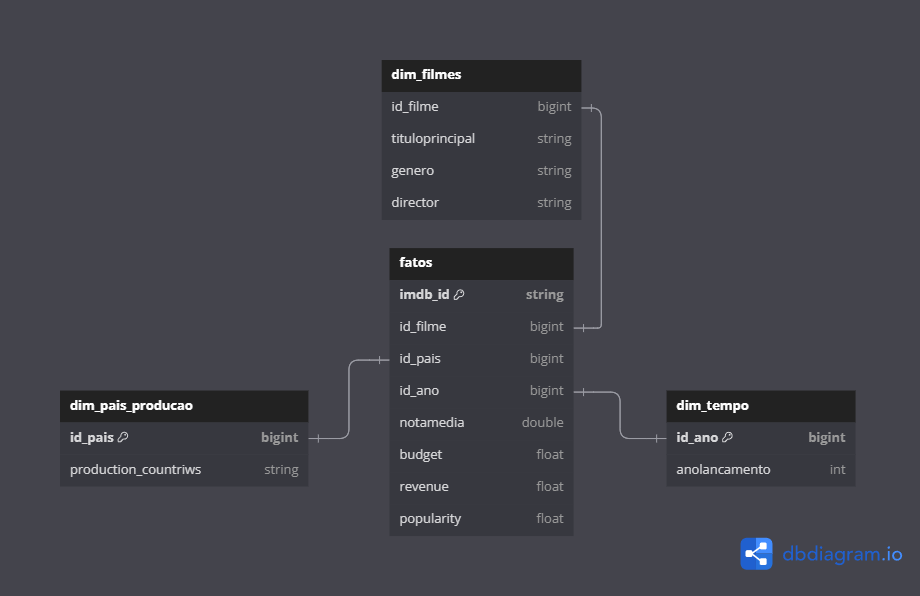 dim_filmes
id_filme bigint
tituloprincipal string
genero string
director string
fatos
imdb_id string
id_filme bigint
id_pais bigint
id_ano bigint
notamedia double
budget float
revenue float
popularity float
dim_pais_producao
id_pais bigint
production_countriws string
dim_tempo
id_ano bigint
anolancamento int
dbdiagram.io